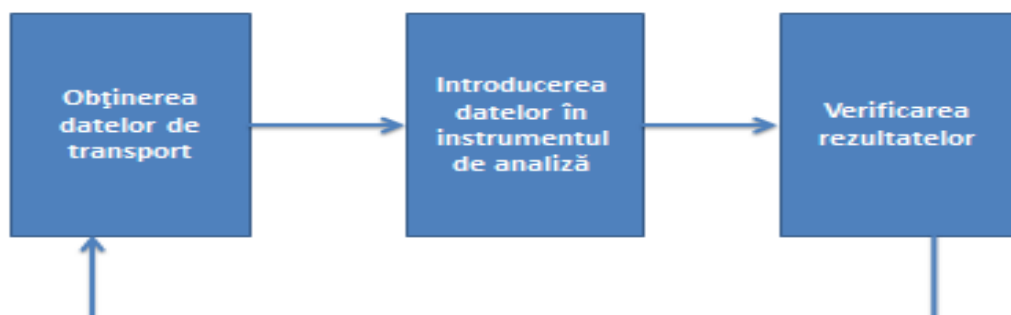 Obţinerea
datelor de
transport
Introducerea
datelor în
instrumentul
de analiză
Verificarea
rezultatelor